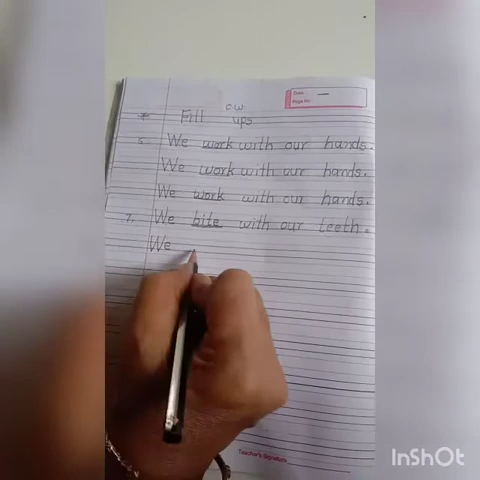 cw
Date: —
Page No:
* Fill ups
6. We work with our hands.
We work with our hands.
We work with our hands.
7. We bite with our teeth.
We
Teacher's Signature
InShOt